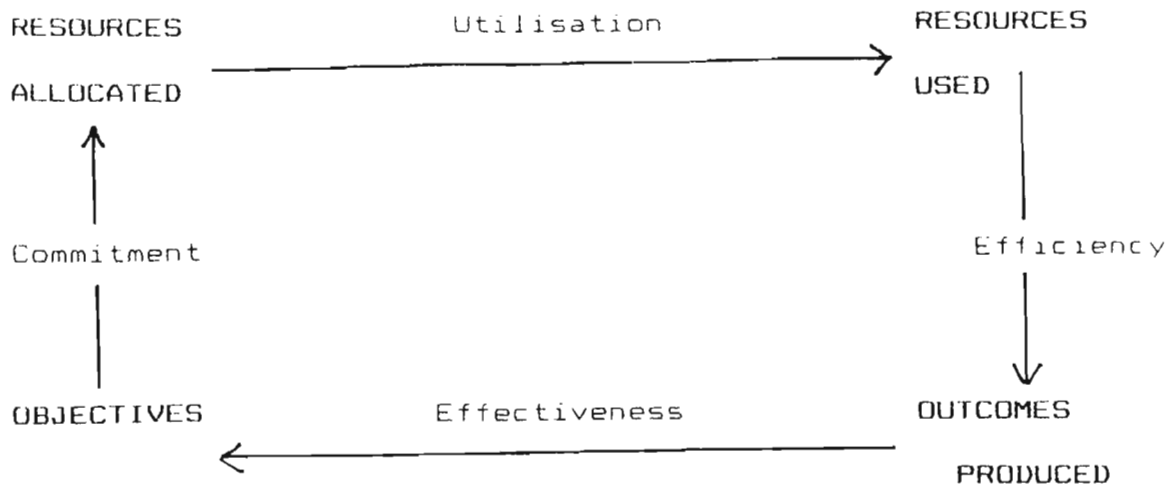 RESOURCES Utilisation RESOURCES
ALLOCATED USED
Commitment Efficiency
OBJECTIVES Effectiveness OUTCOMES
PRODUCED